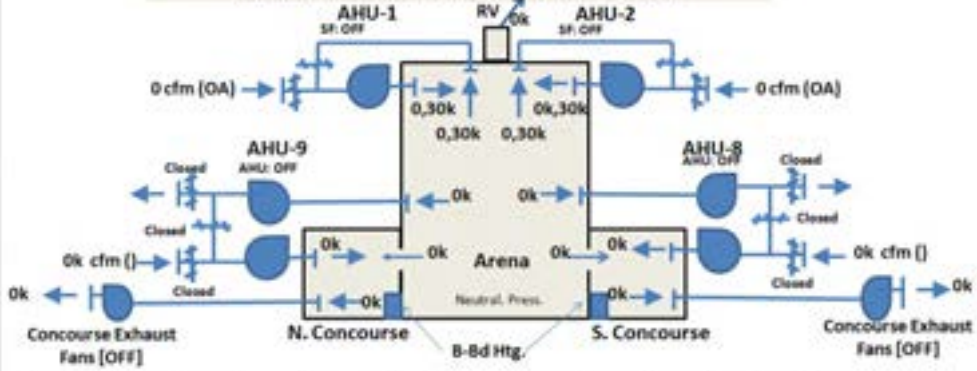 AHU-1
RV
0k
AHU-2
SF: OFF
SF: OFF
0 cfm (OA)
0 cfm (OA)
0,30k
0k,30k
0,30k
0,30k
AHU-9
AHU: OFF
AHU-8
AHU: OFF
Closed
Closed
0k
0k
Closed
Closed
0k
0k
0k
0k
0k cfm ()
0k cfm ()
Arena
Closed
Closed
0k
0k
Neutral. Press.
0k
0k
Concourse Exhaust
Fans [OFF]
N. Concourse
S. Concourse
Concourse Exhaust
Fans [OFF]
B-Bd Htg.